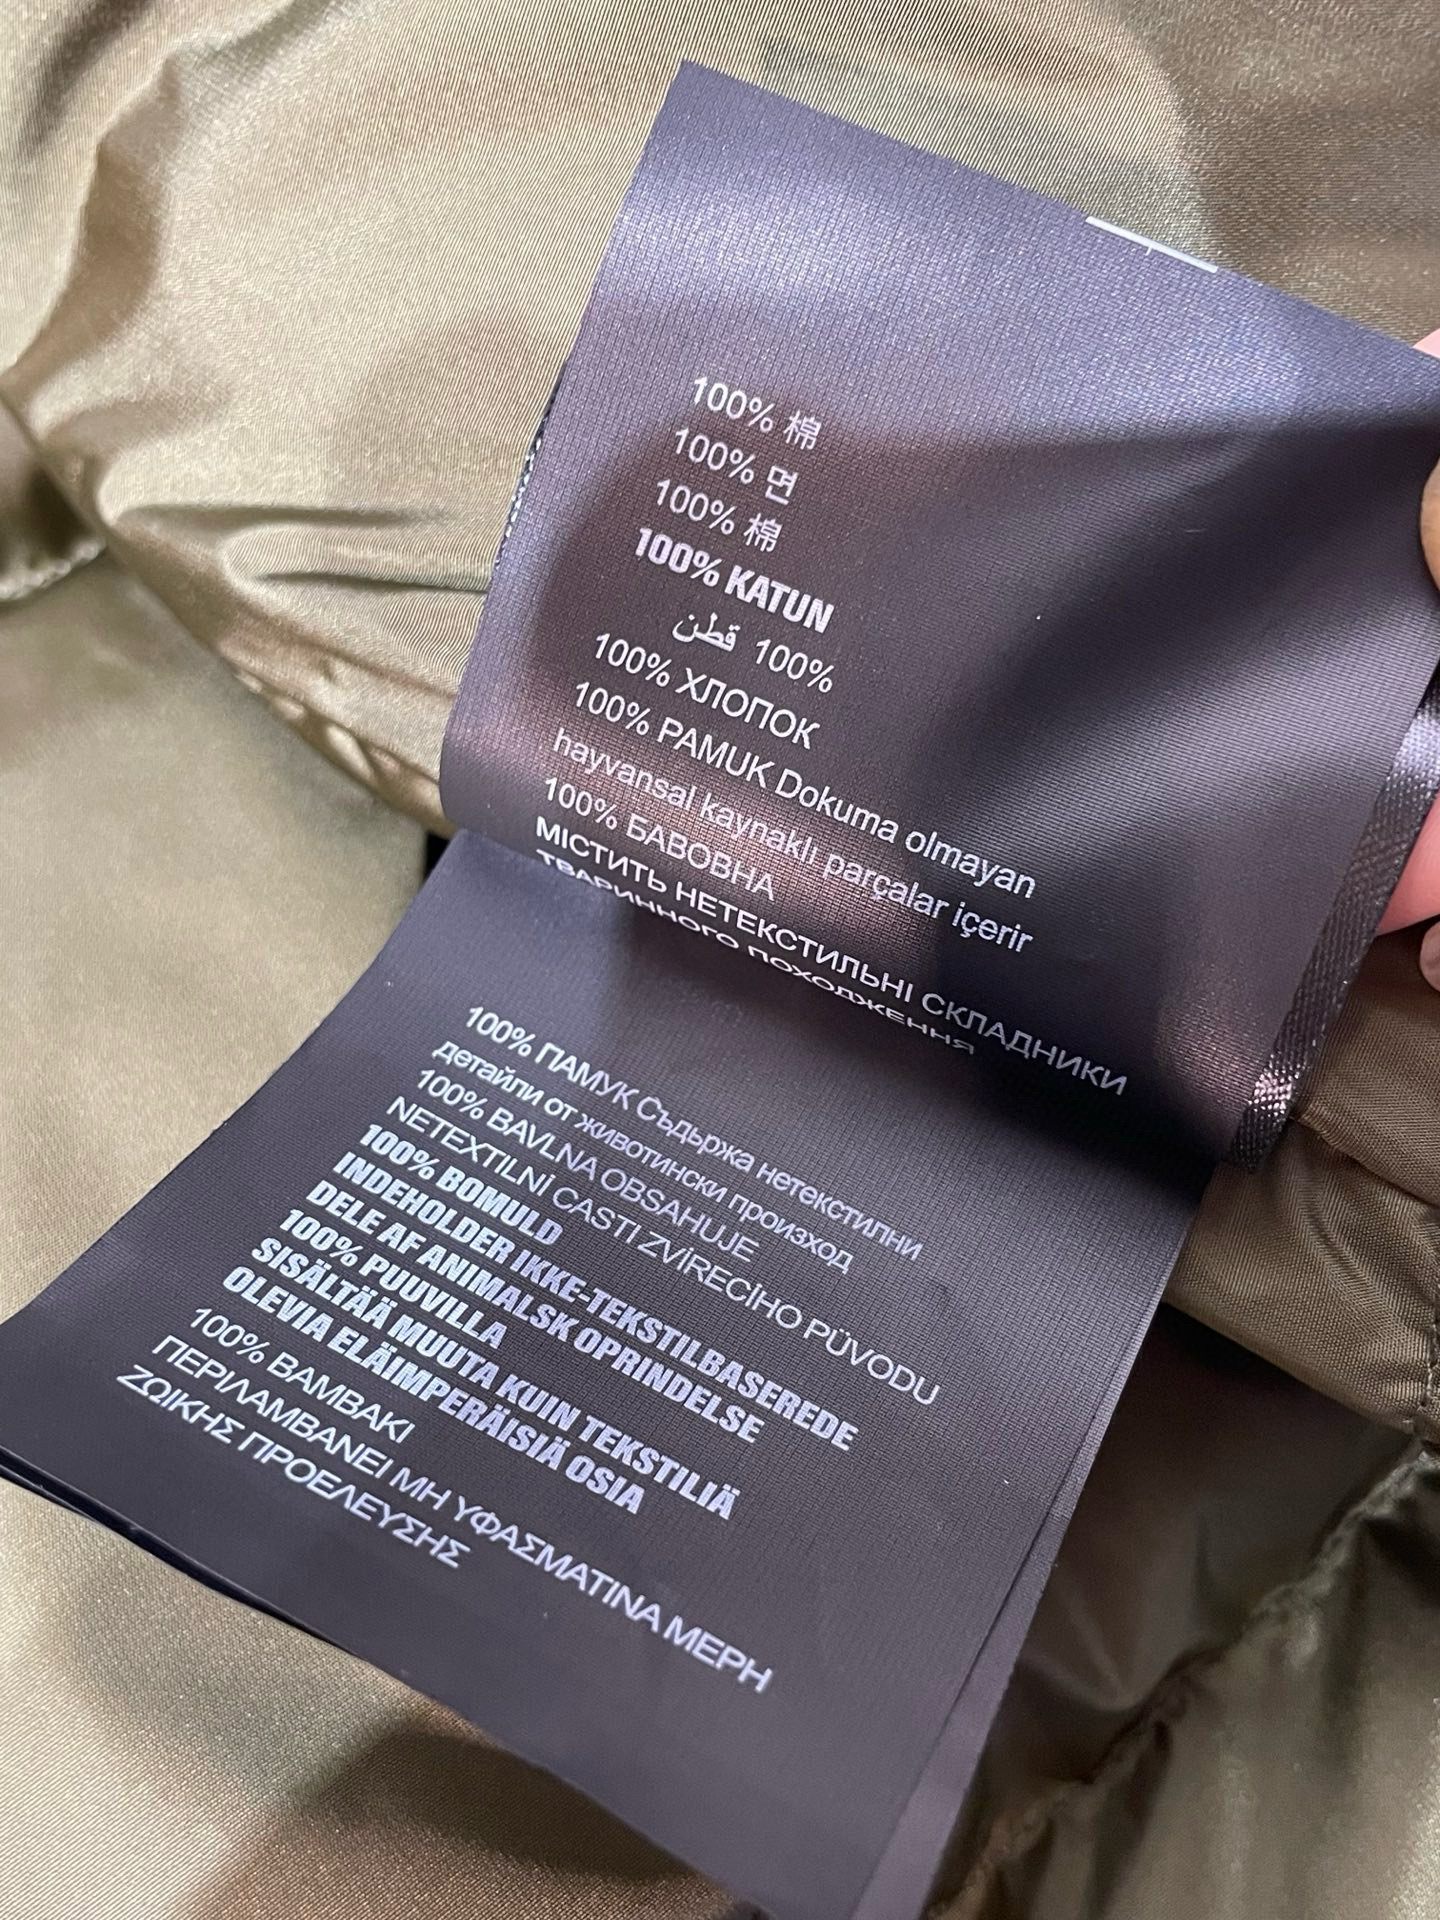 100% 棉
100% 면
100% 棉
100% KATUN
100% قطن
100% ХЛОПОК
100% PAMUK Dokuma olmayan
hayvansal kaynaklı parçalar içerir
100% БАВОВНА
МІСТИТЬ НЕТЕКСТИЛЬНІ СКЛАДНИКИ
ТВАРИННОГО ПОХОДЖЕННЯ
100% ПАМУК Съдържа нетекстилни
детайли от животински произход
100% BAVLNA OBSAHUJE
NETEXTILNÍ CASTI ZVÍRECÍHO PÜVODU
100% BOMULD
INDEHOLDER IKKE-TEKSTILBASEREDE
DELE AF ANIMALSK OPRINDELSE
100% PUUVILLA
SISÄLTÄÄ MUUTA KUIN TEKSTILIÄ
OLEVIA ELÄIMPERÄISIÄ OSIA
100% ΒΑΜΒΑΚΙ
ΠΕΡΙΛΑΜΒΑΝΕΙ ΜΗ ΥΦΑΣΜΑΤΙΝΑ ΜΕΡΗ
ΖΩΙΚΗΣ ΠΡΟΕΛΕΥΣΗΣ